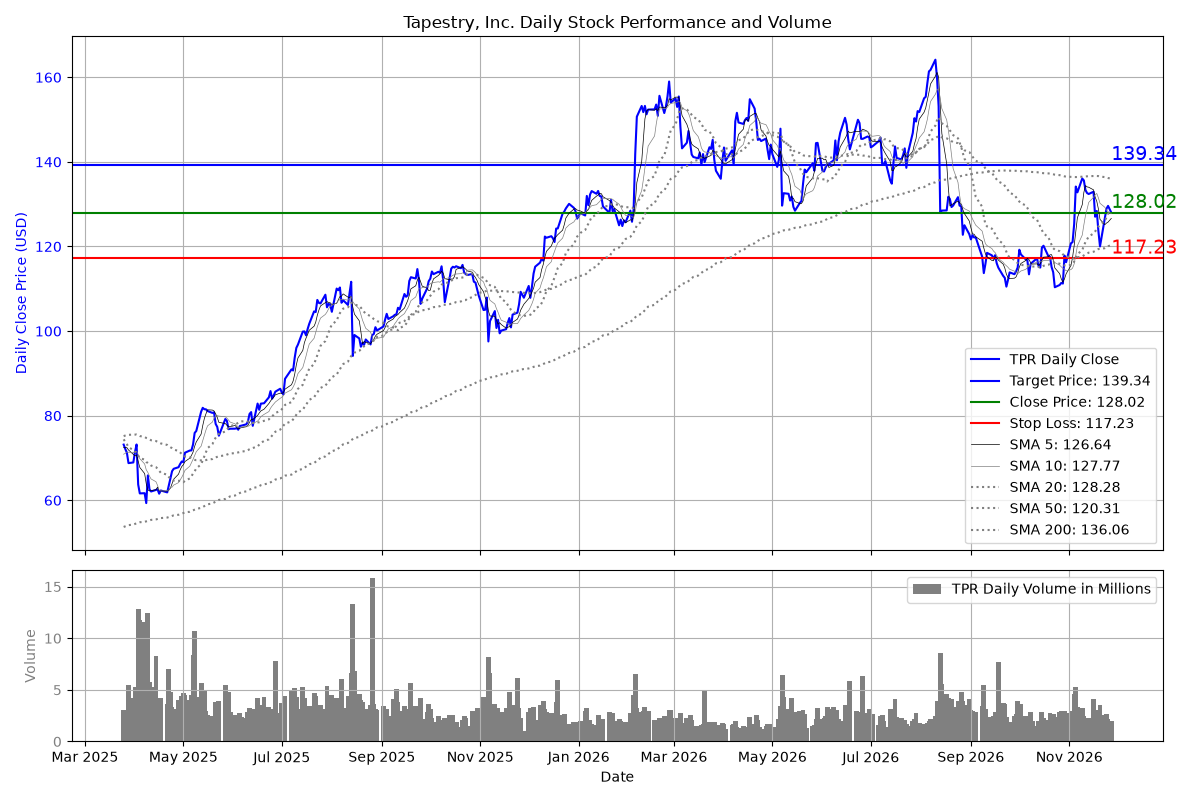 Tapestry, Inc. Daily Stock Performance and Volume
Daily Close Price (USD)
160
140
120
100
80
60
139.34
128.02
117.23
TPR Daily Close
Target Price: 139.34
Close Price: 128.02
Stop Loss: 117.23
SMA 5: 126.64
SMA 10: 127.77
SMA 20: 128.28
SMA 50: 120.31
SMA 200: 136.06
Volume
15
10
5
0
TPR Daily Volume in Millions
Mar 2025 May 2025 Jul 2025 Sep 2025 Nov 2025 Jan 2026 Mar 2026 May 2026 Jul 2026 Sep 2026 Nov 2026
Date